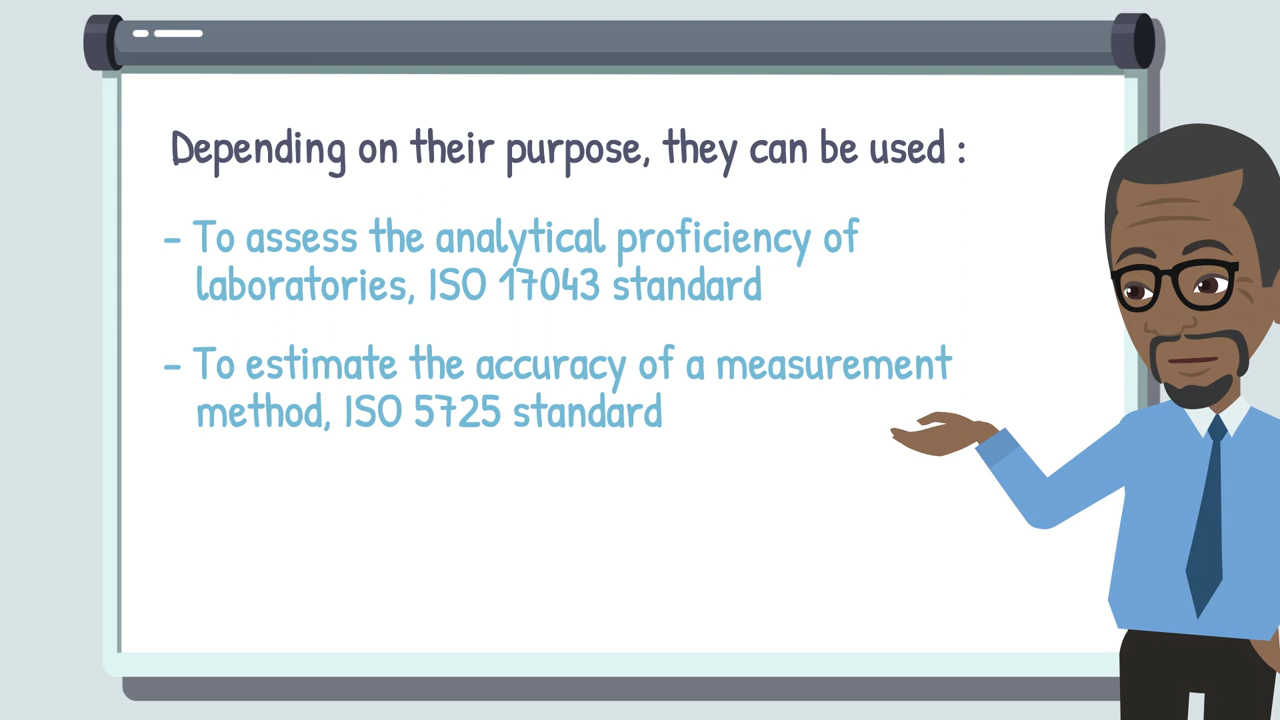 Depending on their purpose, they can be used :
- To assess the analytical proficiency of
laboratories, ISO 17043 standard
- To estimate the accuracy of a measurement
method, ISO 5725 standard